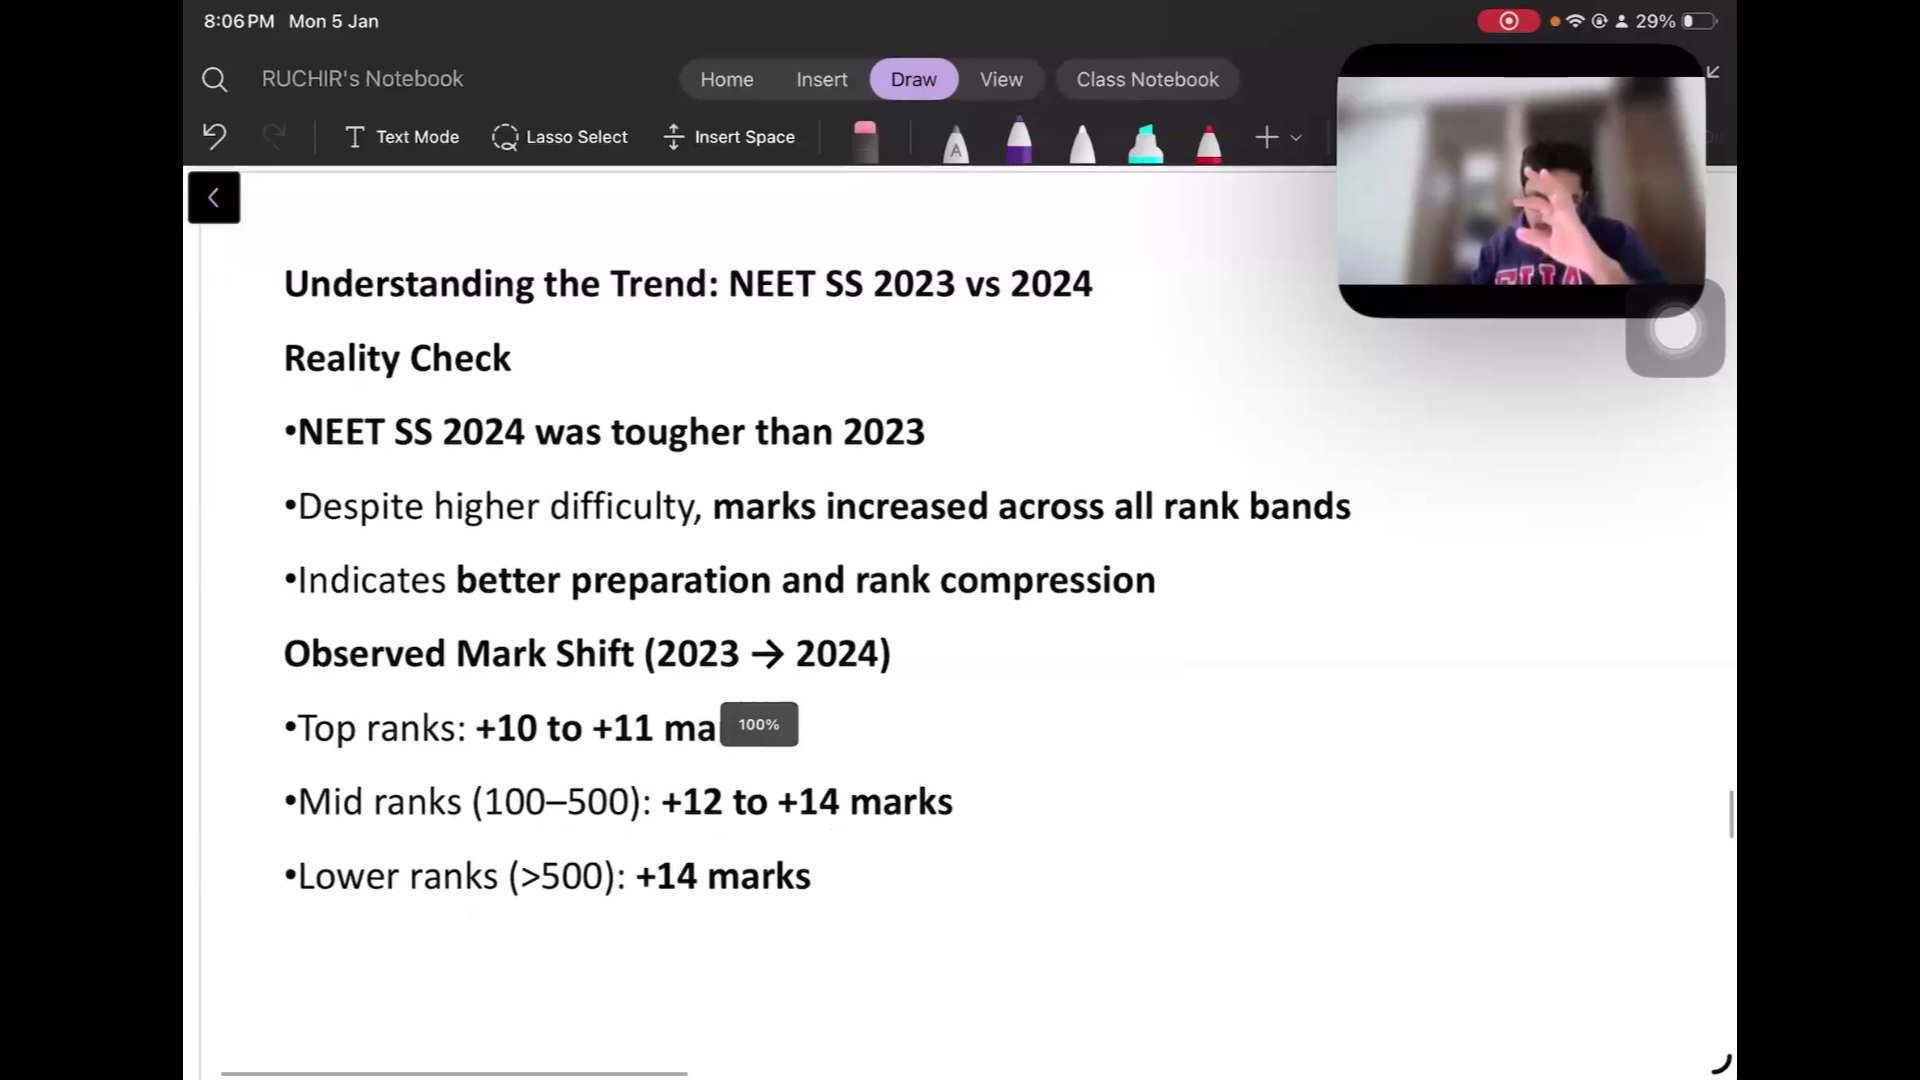 8:06 PM Mon 5 Jan
29%
RUCHIR's Notebook
Home Insert Draw View Class Notebook
Text Mode Lasso Select Insert Space
A
Understanding the Trend: NEET SS 2023 vs 2024
Reality Check
•NEET SS 2024 was tougher than 2023
•Despite higher difficulty, marks increased across all rank bands
•Indicates better preparation and rank compression
Observed Mark Shift (2023 → 2024)
•Top ranks: +10 to +11 ma
100%
•Mid ranks (100–500): +12 to +14 marks
•Lower ranks (>500): +14 marks